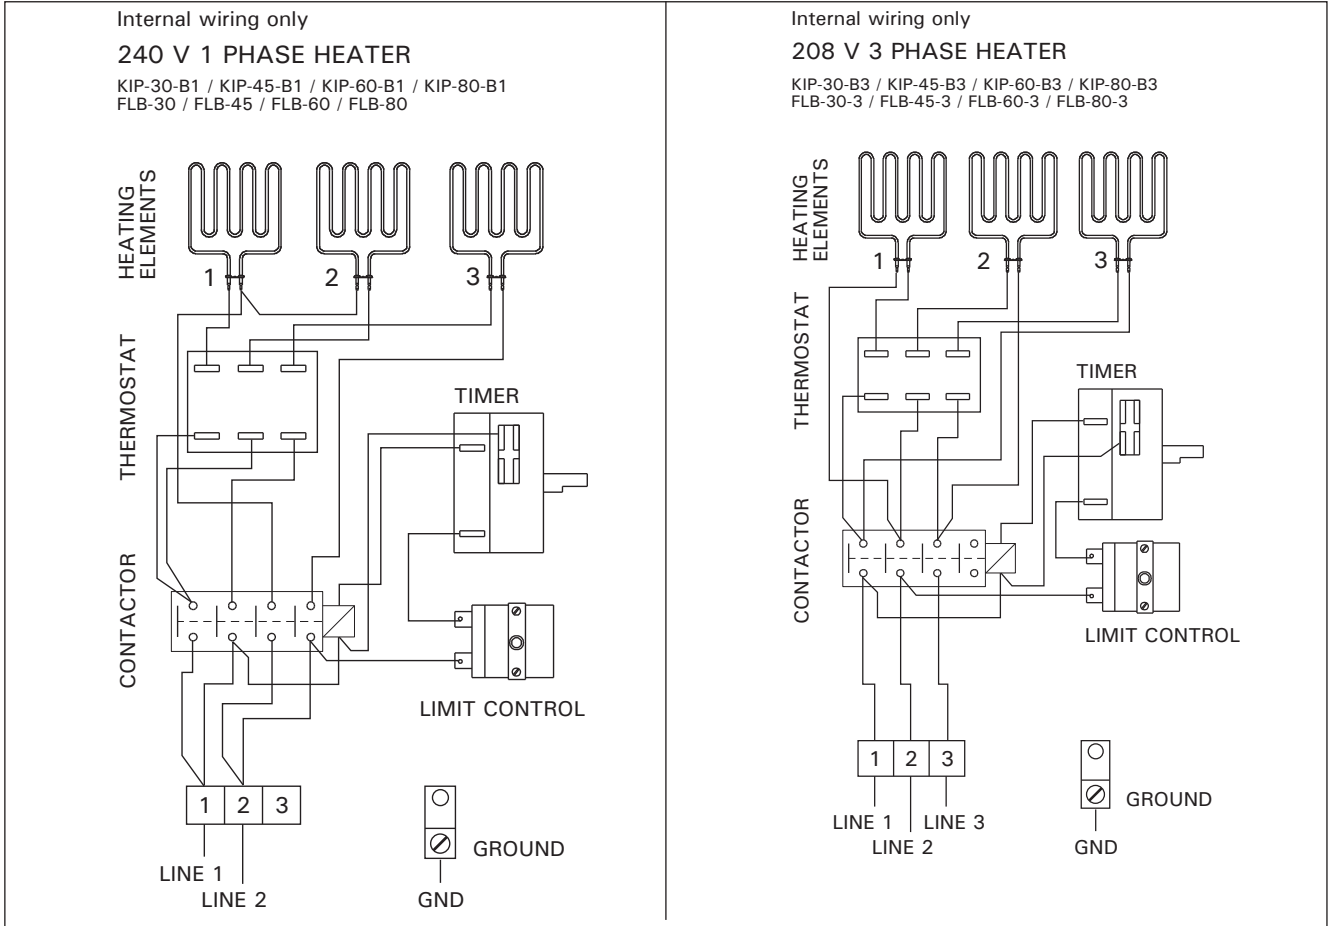 Internal wiring only
240 V 1 PHASE HEATER
KIP-30-B1 / KIP-45-B1 / KIP-60-B1 / KIP-80-B1
FLB-30 / FLB-45 / FLB-60 / FLB-80
HEATING
ELEMENTS
1
2
3
THERMOSTAT
TIMER
CONTACTOR
LIMIT CONTROL
1 2 3
GROUND
LINE 1
LINE 2
GND
Internal wiring only
208 V 3 PHASE HEATER
KIP-30-B3 / KIP-45-B3 / KIP-60-B3 / KIP-80-B3
FLB-30-3 / FLB-45-3 / FLB-60-3 / FLB-80-3
HEATING
ELEMENTS
1
2
3
THERMOSTAT
TIMER
CONTACTOR
LIMIT CONTROL
1 2 3
GROUND
LINE 1 LINE 3
LINE 2
GND